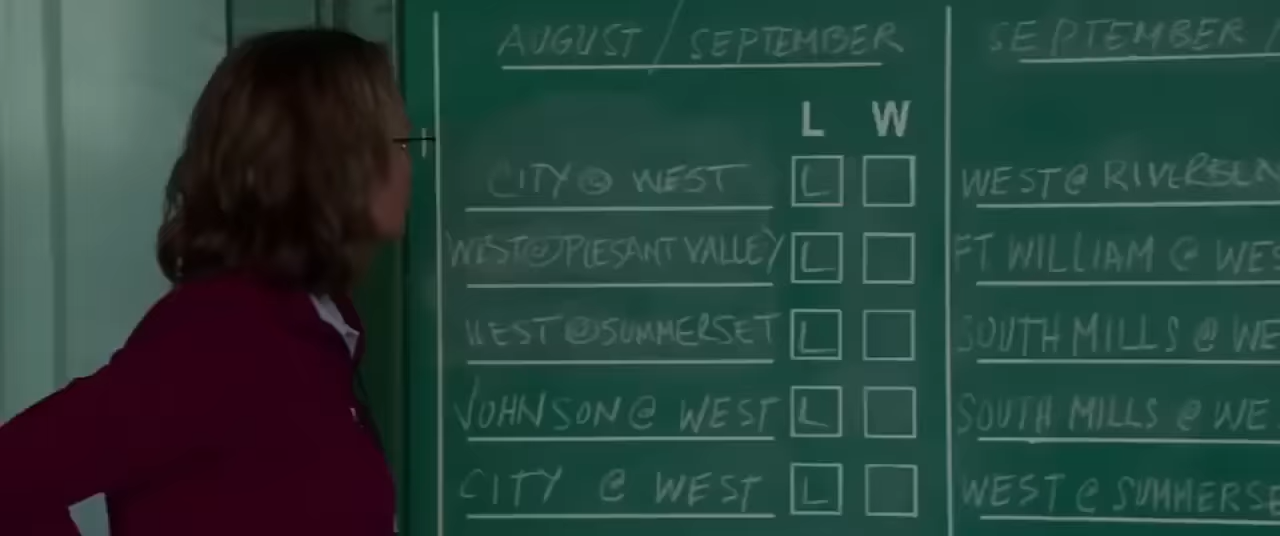 AUGUST / SEPTEMBER
L W
CITY @ WEST L
WEST @ PLESANT VALLEY L
WEST @ SUMMERSET L
JOHNSON @ WEST L
CITY @ WEST L
SEPTEMBER /
WEST @
FT WILLIAM @ WES
SOUTH MILLS @ WE
SOUTH MILLS @ WE
WEST @ SUMMERSE